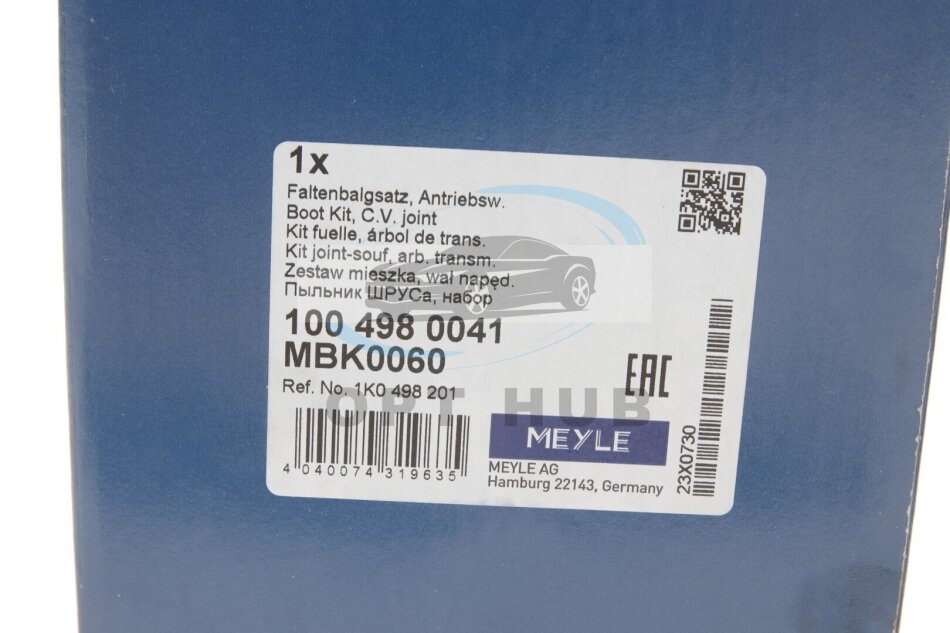 1x
Faltenbalgsatz, Antriebsw.
Boot Kit, C.V. joint
Kit fuelle, árbol de trans.
Kit joint-souf, arb. transm.
Zestaw mieszka, wał napęd.
Пыльник ШРУСа, набор
100 498 0041
MBK0060
Ref. No. 1K0 498 201
EAC
OPT HUB
4 040074 319635
MEYLE
MEYLE AG
Hamburg 22143, Germany
23X0730